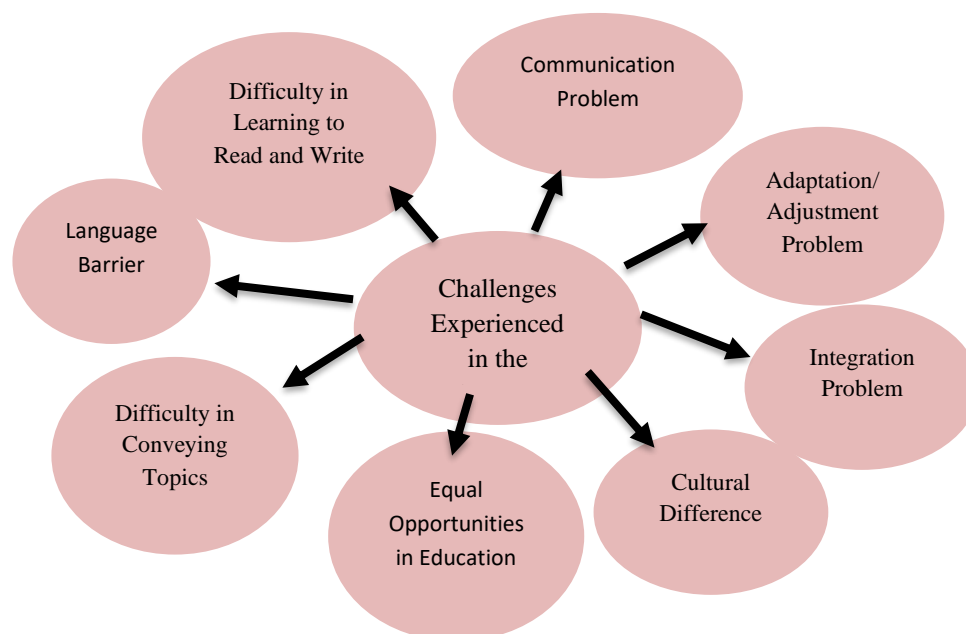 Communication
Problem
Difficulty in
Learning to
Read and Write
Adaptation/
Adjustment
Problem
Language
Barrier
Challenges
Experienced
in the
Integration
Problem
Difficulty in
Conveying
Topics
Cultural
Difference
Equal
Opportunities
in Education